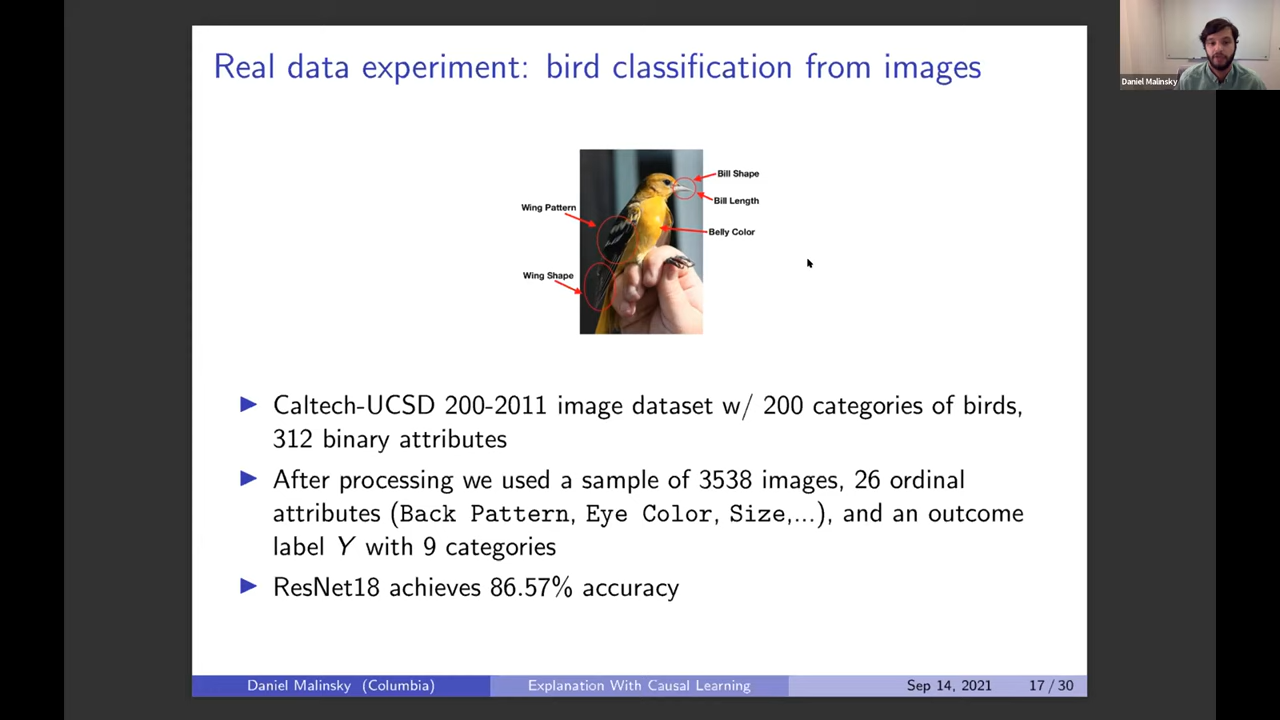 Real data experiment: bird classification from images
Daniel Malinsky
Bill Shape
Bill Length
Wing Pattern
Belly Color
Wing Shape
Caltech-UCSD 200-2011 image dataset w/ 200 categories of birds,
312 binary attributes
After processing we used a sample of 3538 images, 26 ordinal
attributes (Back Pattern, Eye Color, Size,...), and an outcome
label Y with 9 categories
ResNet18 achieves 86.57% accuracy
Daniel Malinsky (Columbia) Explanation With Causal Learning Sep 14, 2021 17 / 30